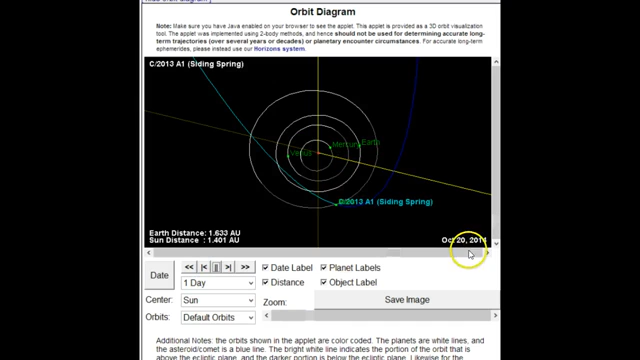 Orbit Diagram
Note: Make sure you have Java enabled on your browser to see the applet. This applet is provided as a 3D orbit visualization
tool. The applet was implemented using 2-body methods, and hence should not be used for determining accurate long-
term trajectories (over several years or decades) or planetary encounter circumstances. For accurate long-term
ephemerides, please instead use our Horizons system.
C/2013 A1 (Siding Spring)
Mercury Earth
Venus
C/2013 A1 (Siding Spring)
Earth Distance: 1.633 AU
Sun Distance : 1.401 AU
Oct 20, 2014
Date
<< |< || >| >>
Date Label
Planet Labels
1 Day
Distance
Object Label
Center:
Sun
Zoom:
Save Image
Orbits:
Default Orbits
Additional Notes: the orbits shown in the applet are color coded. The planets are white lines, and
the asteroid/comet is a blue line. The bright white line indicates the portion of the orbit that is
above the ecliptic plane, and the darker portion is below the ecliptic plane. Likewise for the